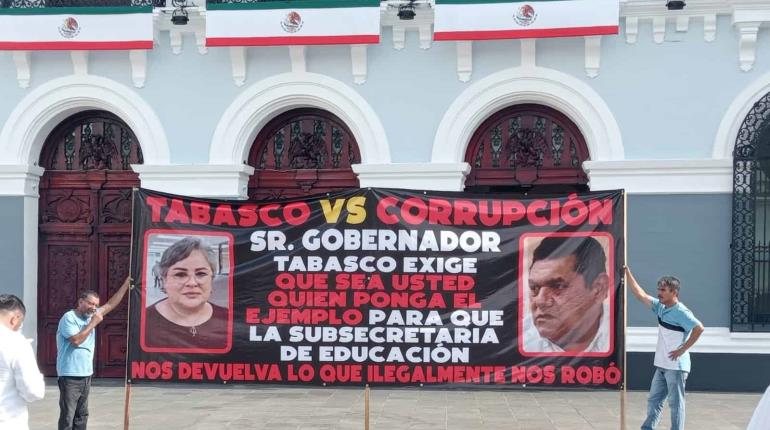 TABASCO VS CORRUPCIÓN
SR. GOBERNADOR
TABASCO EXIGE
QUE SEA USTED
QUIEN PONGA EL
EJEMPLO PARA QUE
LA SUBSECRETARIA
DE EDUCACIÓN
NOS DEVUELVA LO QUE ILEGALMENTE NOS ROBÓ